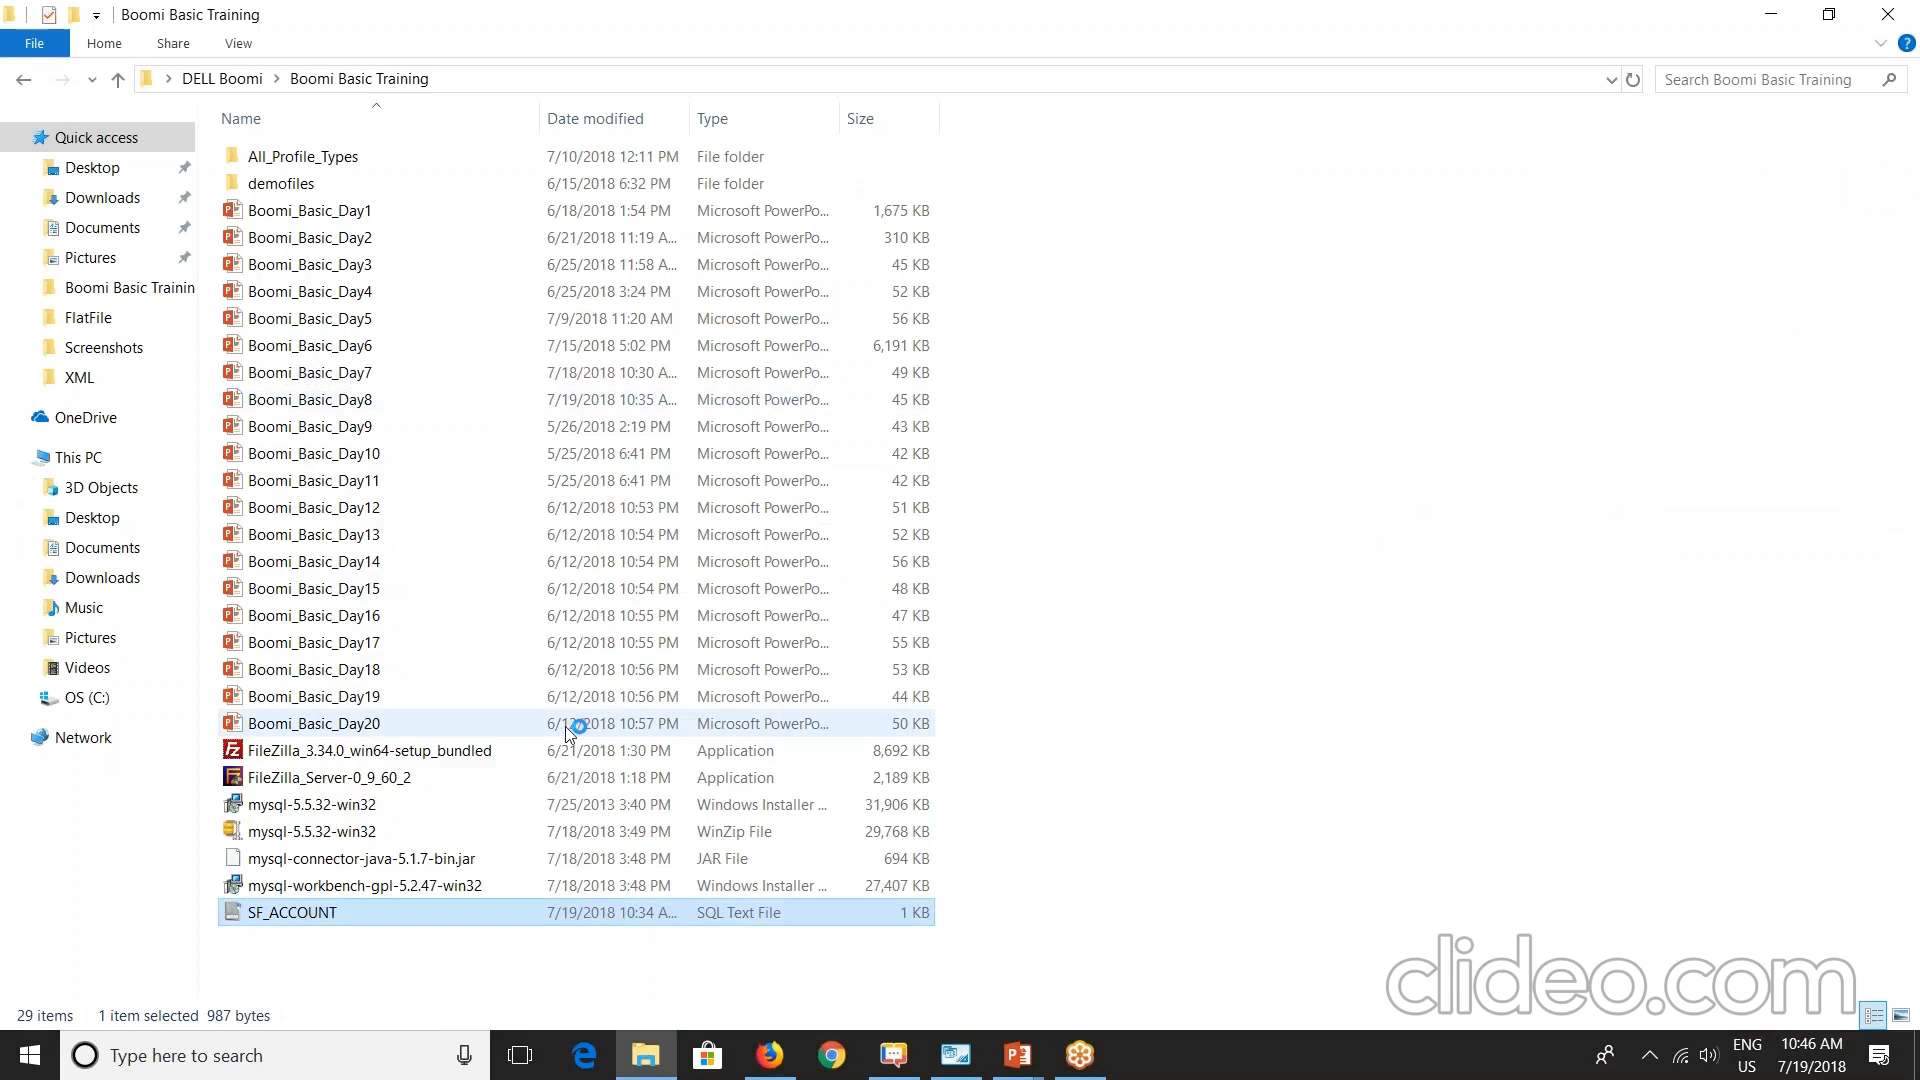 Boomi Basic Training
File Home Share View
DELL Boomi Boomi Basic Training Search Boomi Basic Training
Name Date modified Type Size
Quick access
Desktop
Downloads
Documents
Pictures
Boomi Basic Trainin
FlatFile
Screenshots
XML
OneDrive
This PC
3D Objects
Desktop
Documents
Downloads
Music
Pictures
Videos
OS (C:)
Network
All_Profile_Types 7/10/2018 12:11 PM File folder
demofiles 6/15/2018 6:32 PM File folder
Boomi_Basic_Day1 6/18/2018 1:54 PM Microsoft PowerPo... 1,675 KB
Boomi_Basic_Day2 6/21/2018 11:19 A... Microsoft PowerPo... 310 KB
Boomi_Basic_Day3 6/25/2018 11:58 A... Microsoft PowerPo... 45 KB
Boomi_Basic_Day4 6/25/2018 3:24 PM Microsoft PowerPo... 52 KB
Boomi_Basic_Day5 7/9/2018 11:20 AM Microsoft PowerPo... 56 KB
Boomi_Basic_Day6 7/15/2018 5:02 PM Microsoft PowerPo... 6,191 KB
Boomi_Basic_Day7 7/18/2018 10:30 A... Microsoft PowerPo... 49 KB
Boomi_Basic_Day8 7/19/2018 10:35 A... Microsoft PowerPo... 45 KB
Boomi_Basic_Day9 5/26/2018 2:19 PM Microsoft PowerPo... 43 KB
Boomi_Basic_Day10 5/25/2018 6:41 PM Microsoft PowerPo... 42 KB
Boomi_Basic_Day11 5/25/2018 6:41 PM Microsoft PowerPo... 42 KB
Boomi_Basic_Day12 6/12/2018 10:53 PM Microsoft PowerPo... 51 KB
Boomi_Basic_Day13 6/12/2018 10:54 PM Microsoft PowerPo... 52 KB
Boomi_Basic_Day14 6/12/2018 10:54 PM Microsoft PowerPo... 56 KB
Boomi_Basic_Day15 6/12/2018 10:54 PM Microsoft PowerPo... 48 KB
Boomi_Basic_Day16 6/12/2018 10:55 PM Microsoft PowerPo... 47 KB
Boomi_Basic_Day17 6/12/2018 10:55 PM Microsoft PowerPo... 55 KB
Boomi_Basic_Day18 6/12/2018 10:56 PM Microsoft PowerPo... 53 KB
Boomi_Basic_Day19 6/12/2018 10:56 PM Microsoft PowerPo... 44 KB
Boomi_Basic_Day20 6/12/2018 10:57 PM Microsoft PowerPo... 50 KB
FileZilla_3.34.0_win64-setup_bundled 6/21/2018 1:30 PM Application 8,692 KB
FileZilla_Server-0_9_60_2 6/21/2018 1:18 PM Application 2,189 KB
mysql-5.5.32-win32 7/25/2013 3:40 PM Windows Installer ... 31,906 KB
mysql-5.5.32-win32 7/18/2018 3:49 PM WinZip File 29,768 KB
mysql-connector-java-5.1.7-bin.jar 7/18/2018 3:48 PM JAR File 694 KB
mysql-workbench-gpl-5.2.47-win32 7/18/2018 3:48 PM Windows Installer ... 27,407 KB
SF_ACCOUNT 7/19/2018 10:34 A... SQL Text File 1 KB
clideo.com
29 items 1 item selected 987 bytes
Type here to search
ENG
US
10:46 AM
7/19/2018